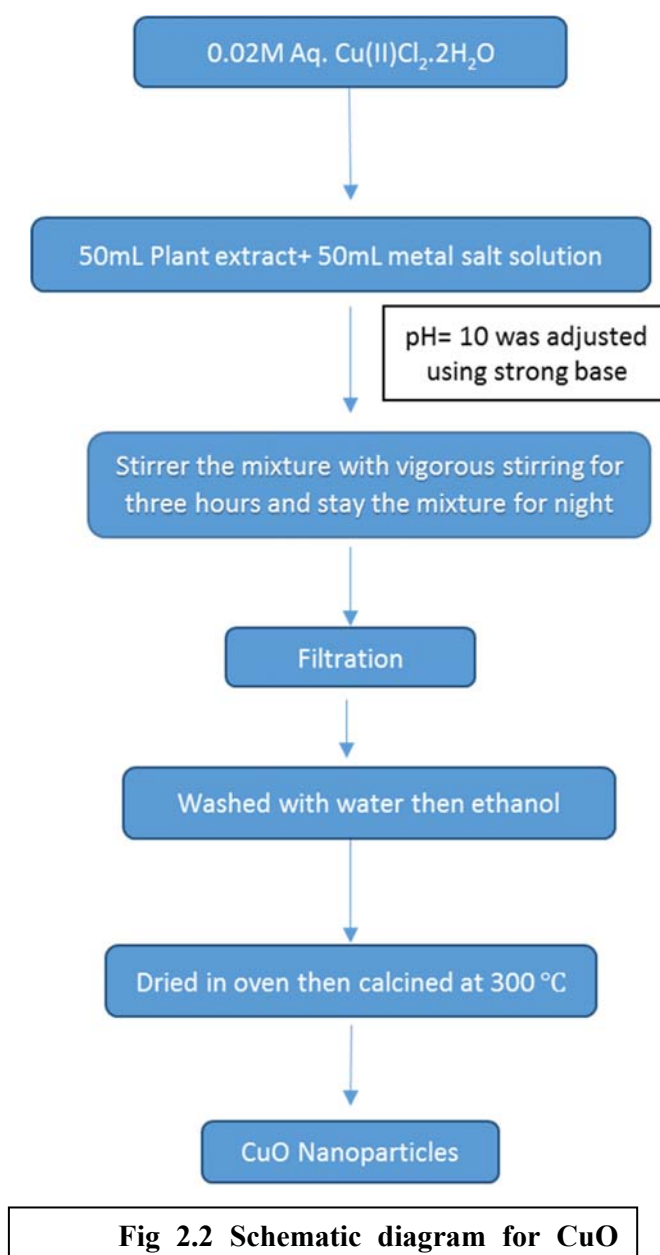 0.02M Aq. Cu(II)Cl₂.2H₂O
50mL Plant extract+ 50mL metal salt solution
pH= 10 was adjusted
using strong base
Stirrer the mixture with vigorous stirring for
three hours and stay the mixture for night
Filtration
Washed with water then ethanol
Dried in oven then calcined at 300 ℃
CuO Nanoparticles
Fig 2.2 Schematic diagram for CuO